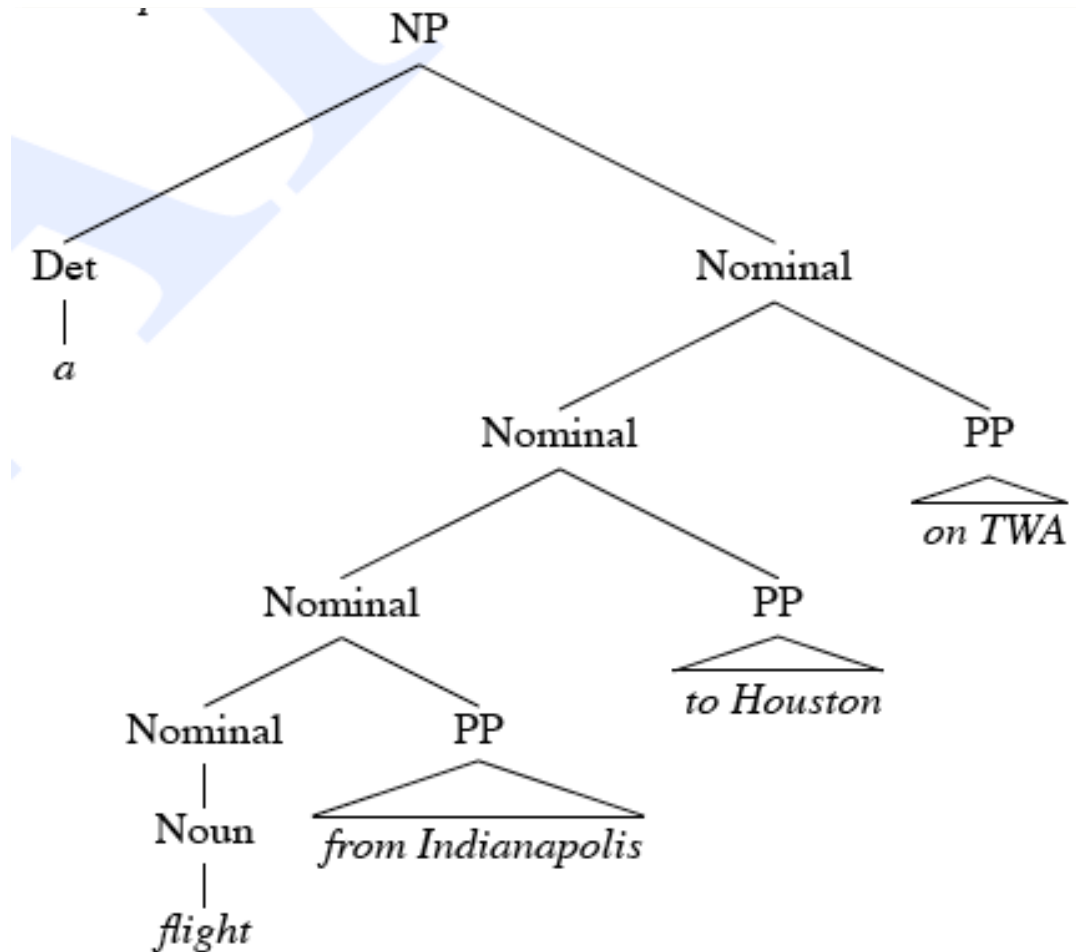 NP
Det
Nominal
a
Nominal
PP
on TWA
Nominal
PP
to Houston
Nominal
PP
Noun
from Indianapolis
flight